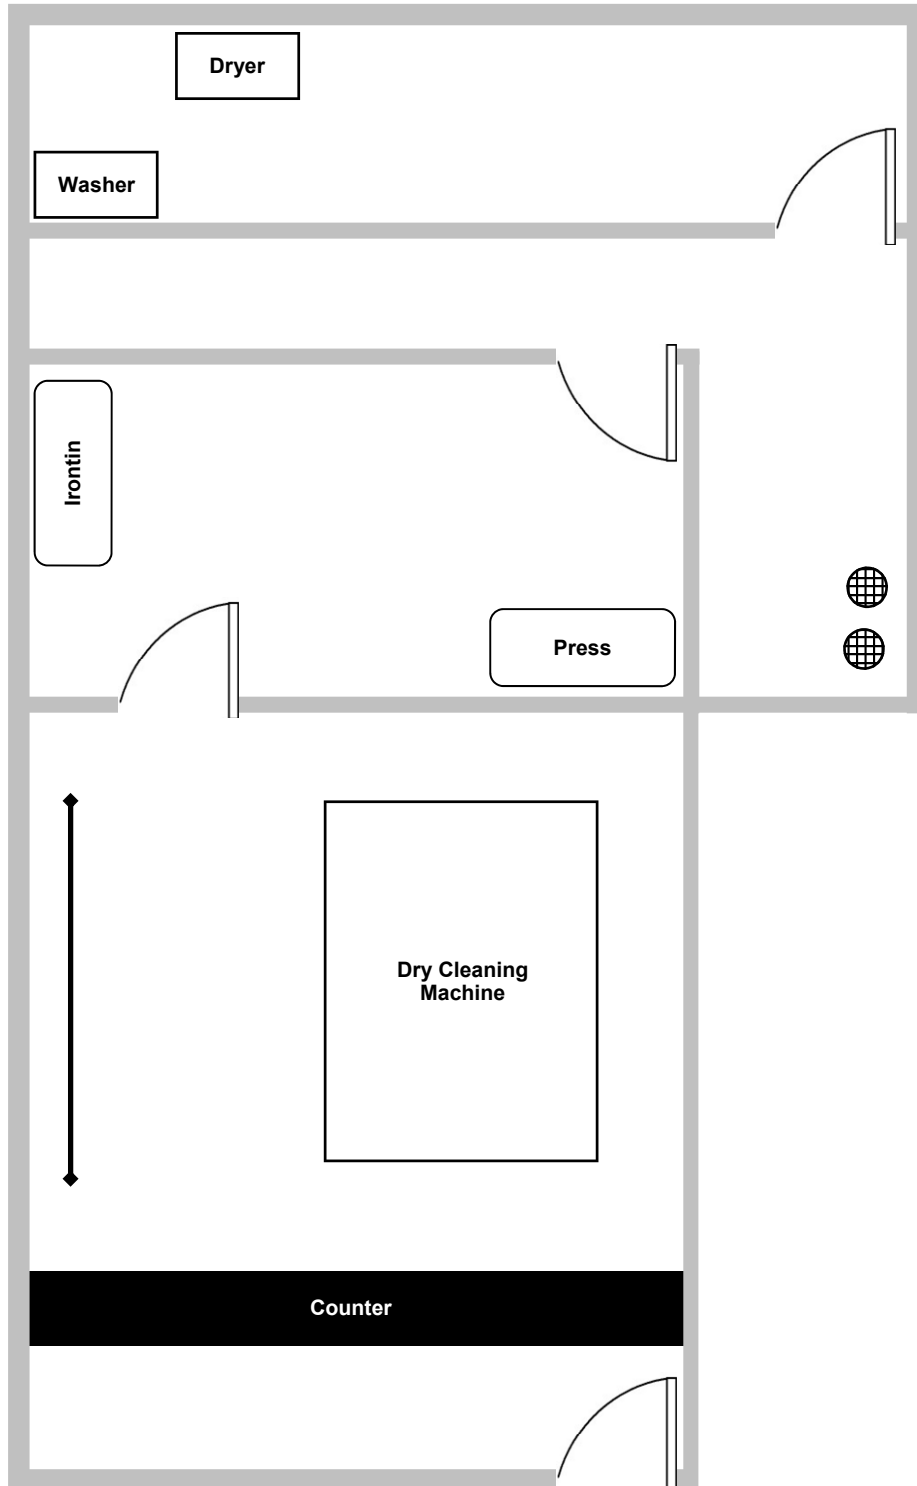 Dryer
Washer
Irontin
Press
Dry Cleaning
Machine
Counter